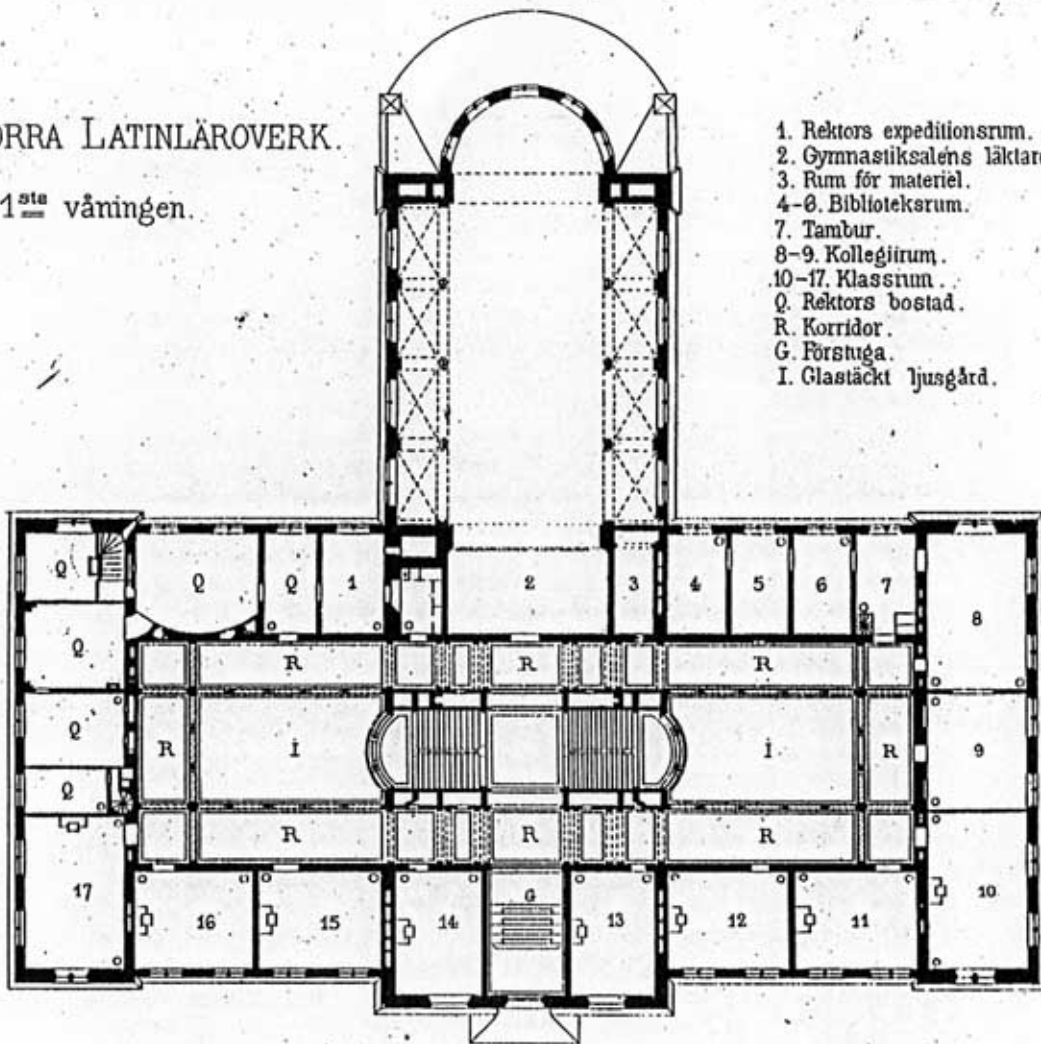 ORRA LATINLÄROVERK.
1sta våningen.
1. Rektors expeditionsrum.
2. Gymnastiksalens läktare
3. Rum för materiel.
4-6. Biblioteksrum.
7. Tambur.
8-9. Kollegiirum.
10-17. Klassrum.
Q. Rektors bostad.
R. Korridor.
G. Förstuga.
I. Glastäckt ljusgård.
Q Q Q 1 2 3 4 5 6 7 8
Q
R R R
Q R I I R 9
Q
R R R
17 16 15 14 G 13 12 11 10